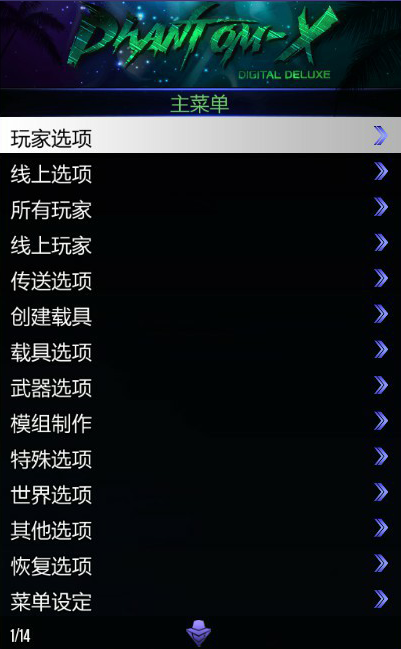 PHANTOM-X
DIGITAL DELUXE
主菜单
玩家选项
线上选项
所有玩家
线上玩家
传送选项
创建载具
载具选项
武器选项
模组制作
特殊选项
世界选项
其他选项
恢复选项
菜单设定
1/14